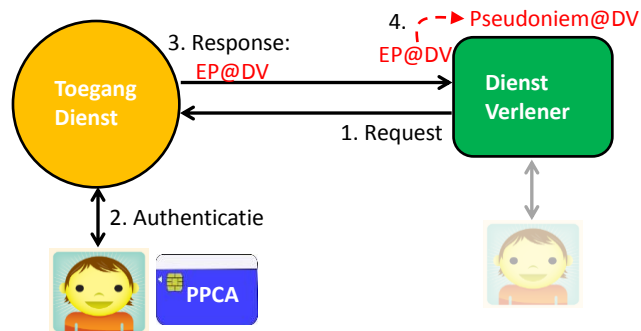 4.
Pseudoniem@DV
3. Response:
EP@DV
EP@DV
Toegang
Dienst
Dienst
Verlener
1. Request
2. Authenticatie
PPCA